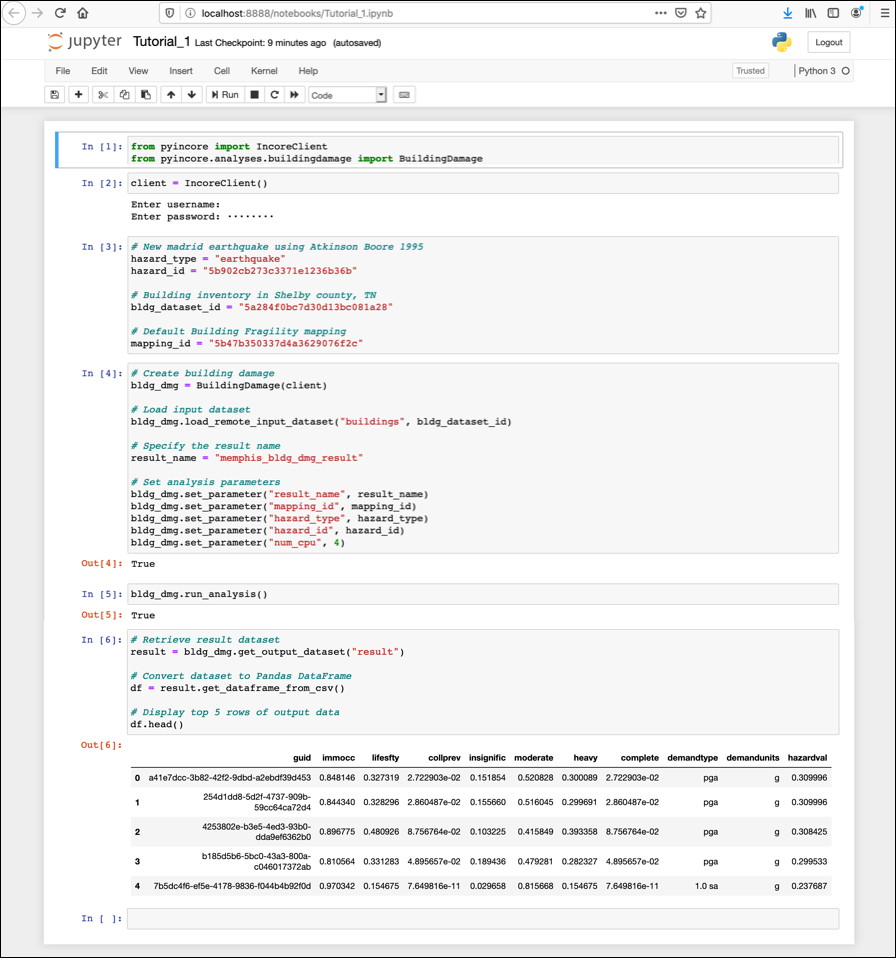 localhost:8888/notebooks/Tutorial_1.ipynb
jupyter Tutorial_1 Last Checkpoint: 9 minutes ago (autosaved)
Logout
File Edit View Insert Cell Kernel Help
Trusted
Python 3
Run
Code
In [1]: from pyincore import IncoreClient
from pyincore.analyses.buildingdamage import BuildingDamage
In [2]: client = IncoreClient()
Enter username:
Enter password: ········
In [3]: # New madrid earthquake using Atkinson Boore 1995
hazard_type = "earthquake"
hazard_id = "5b902cb273c3371e1236b36b"
# Building inventory in Shelby county, TN
bldg_dataset_id = "5a284f0bc7d30d13bc081a28"
# Default Building Fragility mapping
mapping_id = "5b47b350337d4a3629076f2c"
In [4]: # Create building damage
bldg_dmg = BuildingDamage(client)
# Load input dataset
bldg_dmg.load_remote_input_dataset("buildings", bldg_dataset_id)
# Specify the result name
result_name = "memphis_bldg_dmg_result"
# Set analysis parameters
bldg_dmg.set_parameter("result_name", result_name)
bldg_dmg.set_parameter("mapping_id", mapping_id)
bldg_dmg.set_parameter("hazard_type", hazard_type)
bldg_dmg.set_parameter("hazard_id", hazard_id)
bldg_dmg.set_parameter("num_cpu", 4)
Out[4]: True
In [5]: bldg_dmg.run_analysis()
Out[5]: True
In [6]: # Retrieve result dataset
result = bldg_dmg.get_output_dataset("result")
# Convert dataset to Pandas DataFrame
df = result.get_dataframe_from_csv()
# Display top 5 rows of output data
df.head()
Out[6]:
guid immocc lifesfty collprev insignific moderate heavy complete demandtype demandunits hazardval
0 a41e7dcc-3b82-42f2-9dbd-a2ebdf39d453 0.848146 0.327319 2.722903e-02 0.151854 0.520828 0.300089 2.722903e-02 pga g 0.309996
1 254d1dd8-5d2f-4737-909b-
59cc64ca72d4 0.844340 0.328296 2.860487e-02 0.155660 0.516045 0.299691 2.860487e-02 pga g 0.309996
2 4253802e-b3e5-4ed3-93b0-
dda9ef6362b0 0.896775 0.480926 8.756764e-02 0.103225 0.415849 0.393358 8.756764e-02 pga g 0.308425
3 b185d5b6-5bc0-43a3-800a-
c046017372ab 0.810564 0.331283 4.895657e-02 0.189436 0.479281 0.282327 4.895657e-02 pga g 0.299533
4 7b5dc4f6-ef5e-4178-9836-f044b4b92f0d 0.970342 0.154675 7.649816e-11 0.029658 0.815668 0.154675 7.649816e-11 1.0 sa g 0.237687
In [ ]: